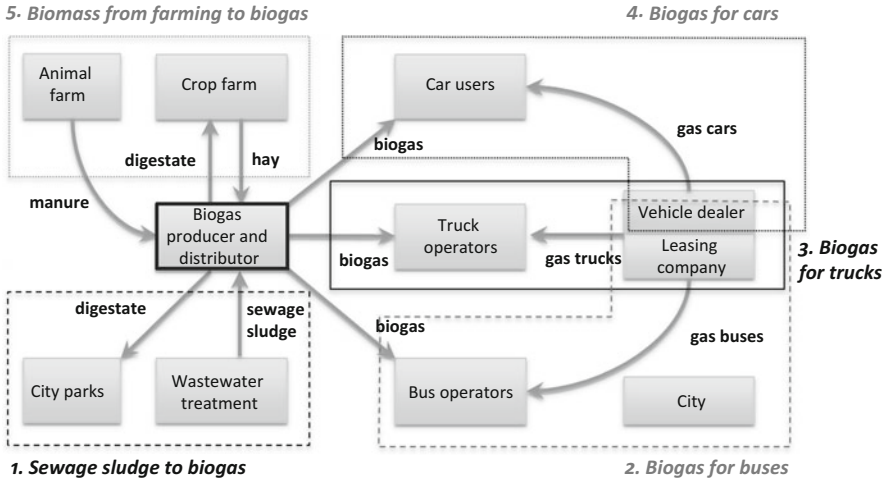 5. Biomass from farming to biogas
4. Biogas for cars
Animal
farm
Crop farm
Car users
gas cars
biogas
digestate
hay
manure
Biogas
producer and
distributor
Truck
operators
Vehicle dealer
Leasing
company
biogas
gas trucks
3. Biogas
for trucks
digestate
sewage
sludge
biogas
gas buses
City parks
Wastewater
treatment
Bus operators
City
1. Sewage sludge to biogas
2. Biogas for buses